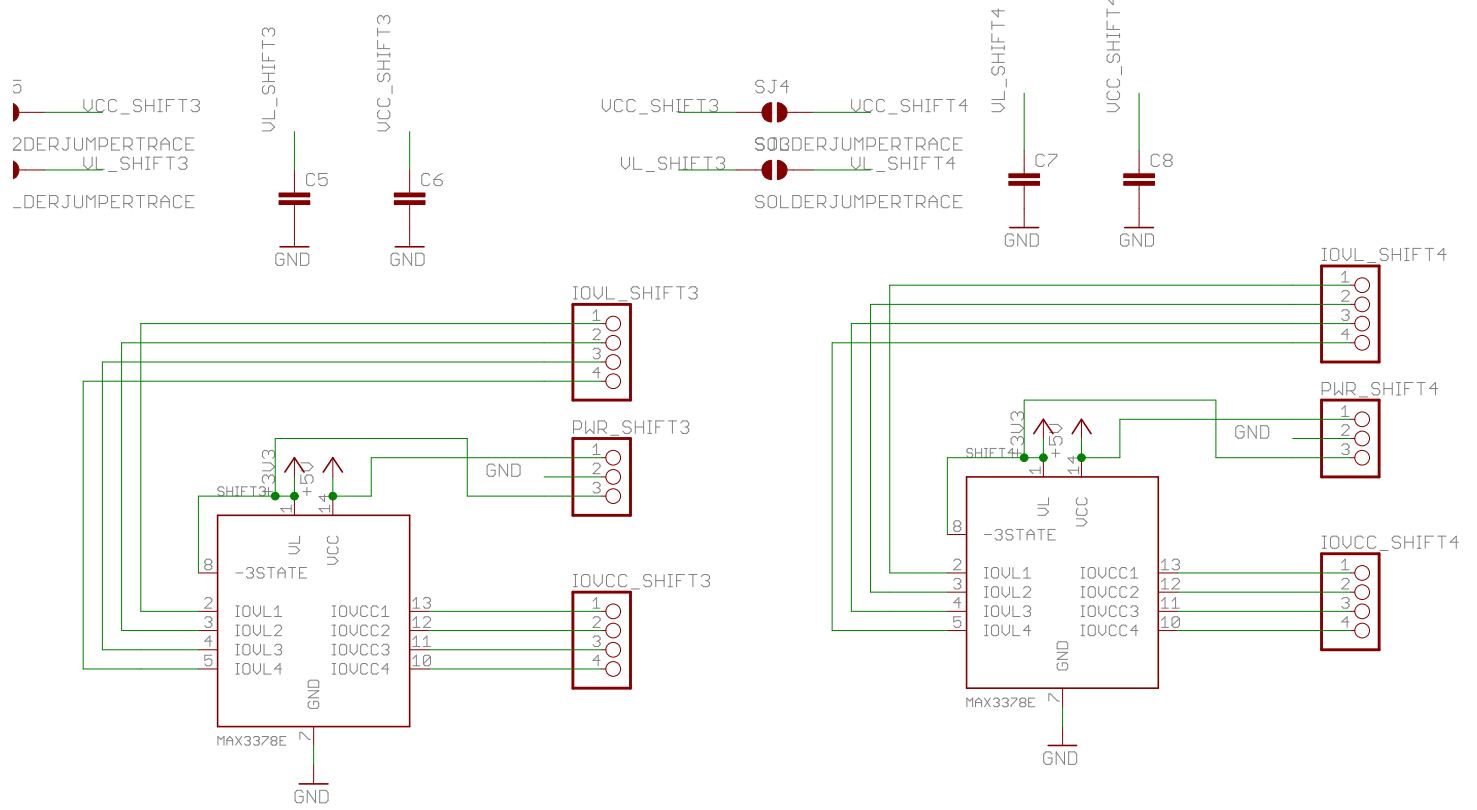 5
VCC_SHIFT3
2DERJUMPERTRACE
VL_SHIFT3
_DERJUMPERTRACE
VL_SHIFT3
VCC_SHIFT3
C5
C6
GND
GND
VCC_SHIFT3
SJ4
VCC_SHIFT4
SOLDERJUMPERTRACE
VL_SHIFT3
VL_SHIFT4
SOLDERJUMPERTRACE
VL_SHIFT4
VCC_SHIFT4
C7
C8
GND
GND
IOVL_SHIFT3
1
2
3
4
PWR_SHIFT3
1
2
3
GND
+3V3
+5V
SHIFT3
1
14
VL
VCC
8
-3STATE
2
IOVL1
IOVCC1
13
3
IOVL2
IOVCC2
12
4
IOVL3
IOVCC3
11
5
IOVL4
IOVCC4
10
GND
7
MAX3378E
GND
IOVCC_SHIFT3
1
2
3
4
IOVL_SHIFT4
1
2
3
4
PWR_SHIFT4
1
2
3
GND
+3V3
+5V
SHIFT4
1
14
VL
VCC
8
-3STATE
2
IOVL1
IOVCC1
13
3
IOVL2
IOVCC2
12
4
IOVL3
IOVCC3
11
5
IOVL4
IOVCC4
10
GND
7
MAX3378E
GND
IOVCC_SHIFT4
1
2
3
4